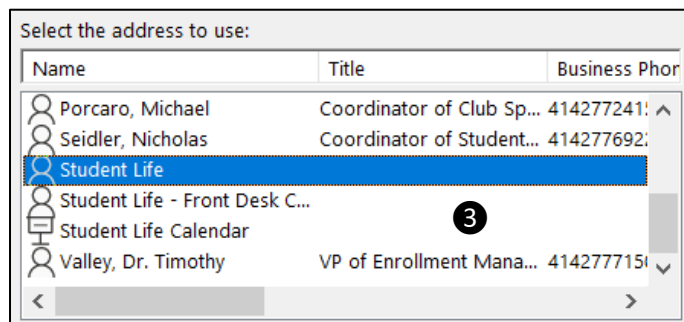 Select the address to use:
Name Title Business Phor
Porcaro, Michael Coordinator of Club Sp... 414277241
Seidler, Nicholas Coordinator of Student... 414277692
Student Life
Student Life - Front Desk C...
3
Student Life Calendar
Valley, Dr. Timothy VP of Enrollment Mana... 414277715